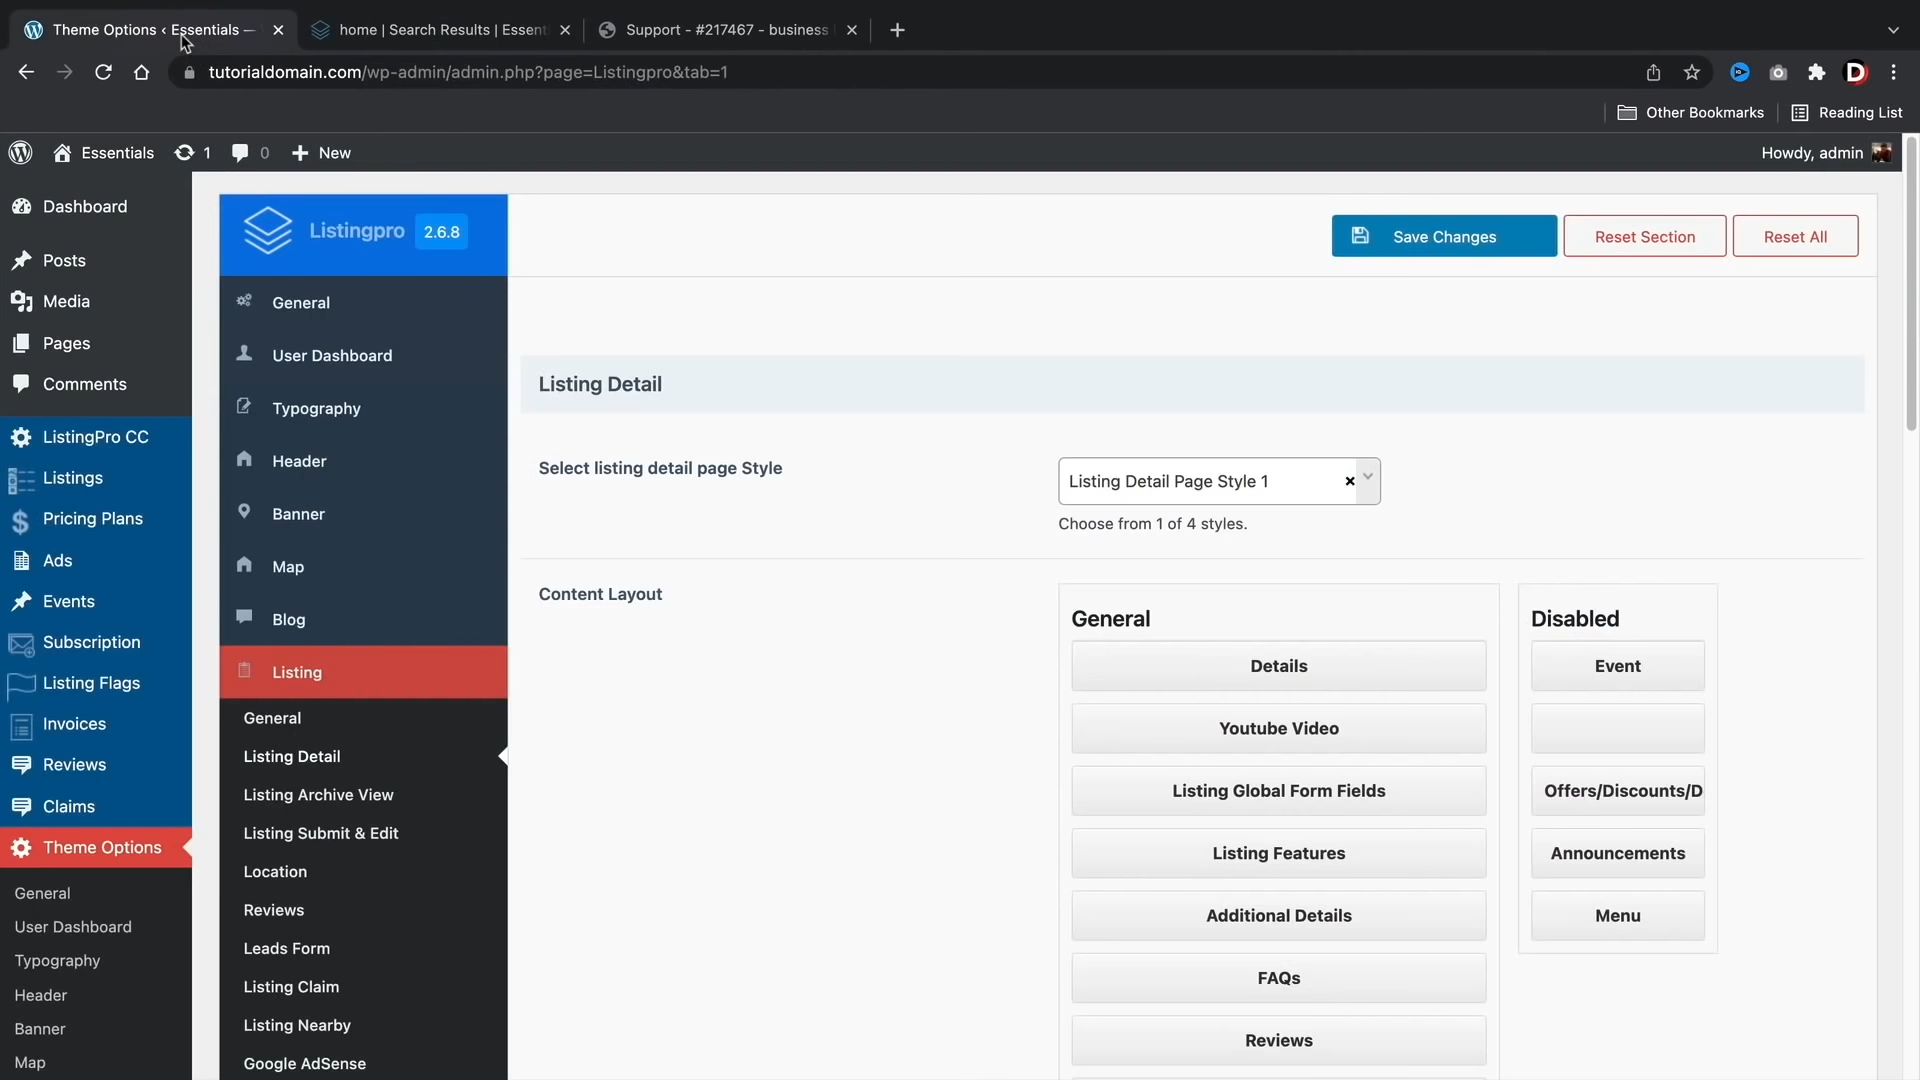 Theme Options ‹ Essentials —
home | Search Results | Essent
Support - #217467 - business
tutorialdomain.com/wp-admin/admin.php?page=Listingpro&tab=1
Other Bookmarks
Reading List
Essentials
1
0
New
Howdy, admin
Dashboard
Posts
Media
Pages
Comments
ListingPro CC
Listings
Pricing Plans
Ads
Events
Subscription
Listing Flags
Invoices
Reviews
Claims
Theme Options
General
User Dashboard
Typography
Header
Banner
Map
Listingpro 2.6.8
General
User Dashboard
Typography
Header
Banner
Map
Blog
Listing
General
Listing Detail
Listing Archive View
Listing Submit & Edit
Location
Reviews
Leads Form
Listing Claim
Listing Nearby
Google AdSense
Save Changes
Reset Section
Reset All
Listing Detail
Select listing detail page Style
Listing Detail Page Style 1
Choose from 1 of 4 styles.
Content Layout
General
Details
Youtube Video
Listing Global Form Fields
Listing Features
Additional Details
FAQs
Reviews
Disabled
Event
Offers/Discounts/D
Announcements
Menu